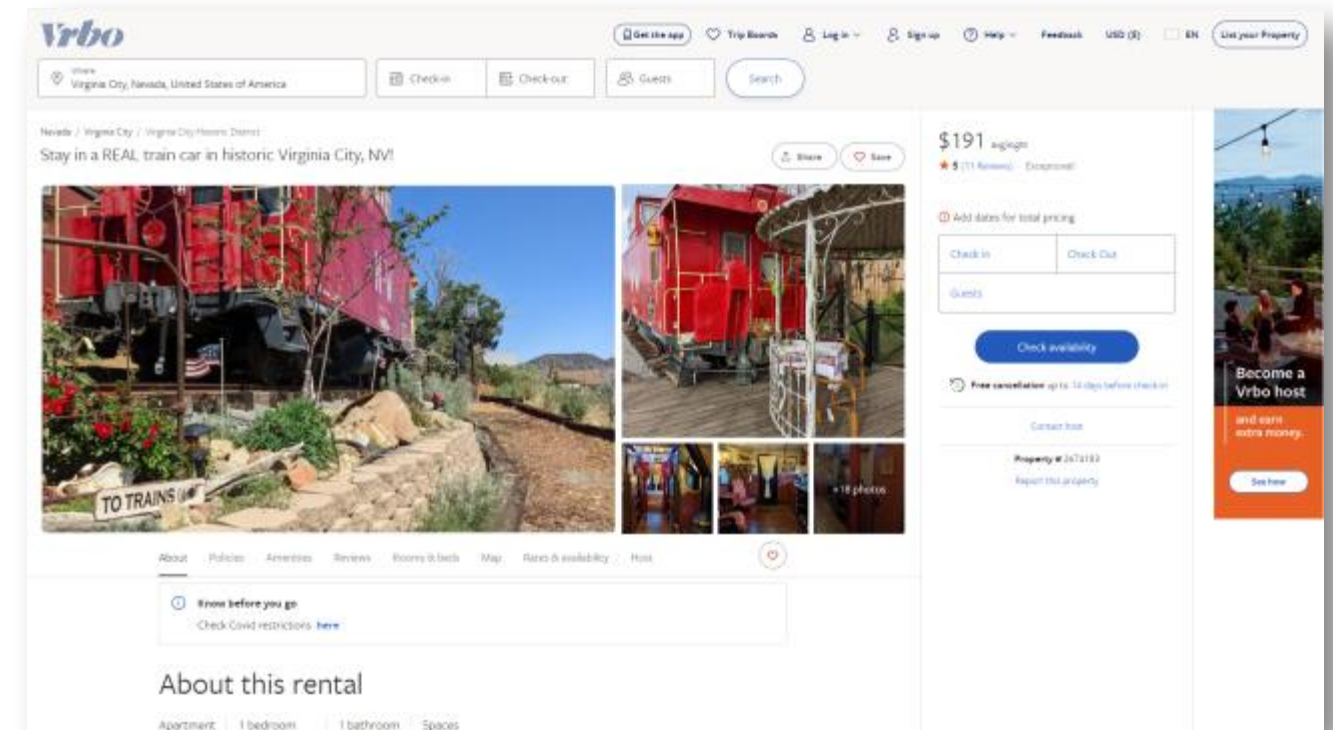 Vrbo
Get the app Trip Boards Log in Sign up Help Feedback USD ($) EN List your Property
Where
Virginia City, Nevada, United States of America
Check-in Check-out Guests Search
Nevada / Virginia City / Virginia City Historic District
Stay in a REAL train car in historic Virginia City, NV!
Share Save
TO TRAINS
+18 photos
$191 avg/night
5 (11 Reviews) Exceptional!
Add dates for total pricing
Check In Check Out
Guests
Check availability
Free cancellation up to 14 days before check-in
Contact host
Property #
Report this property
Become a
Vrbo host
and earn
extra money.
See how
About Policies Amenities Reviews Rooms & beds Map Rates & availability Host
Know before you go
Check Covid restrictions here
About this rental
Apartment 1 bedroom 1 bathroom Spaces